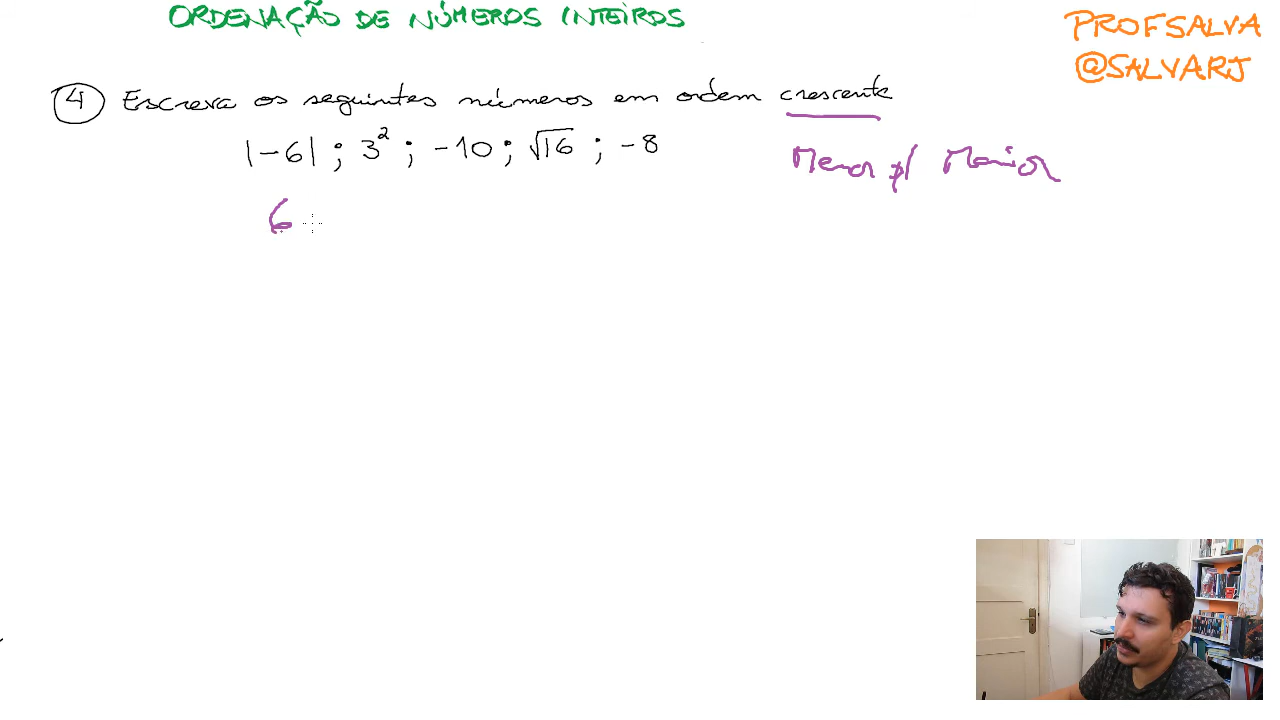 ORDENAÇÃO DE NÚMEROS INTEIROS
PROFSALVA
@SALVARJ
4 Escreva os seguintes números em ordem crescente
|-6| ; 3² ; -10 ; √16 ; -8
Menor p/ Maior
6